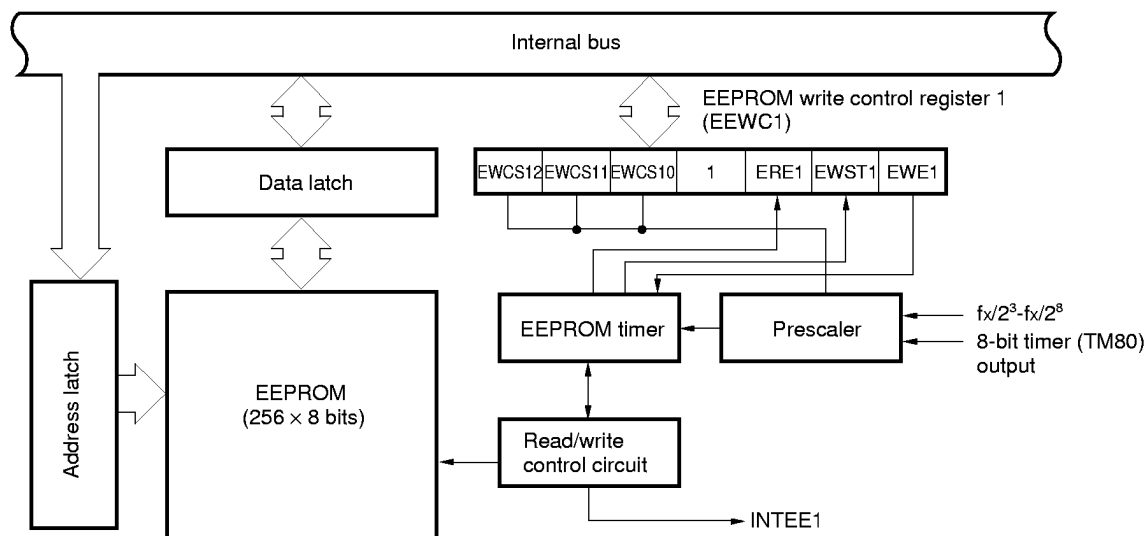 Internal bus
EEPROM write control register 1
(EEWC1)
Data latch
EWCS12 EWCS11 EWCS10 1 ERE1 EWST1 EWE1
Address latch
EEPROM
(256 × 8 bits)
EEPROM timer
Prescaler
fx/2³-fx/2⁸
8-bit timer (TM80)
output
Read/write
control circuit
INTEE1